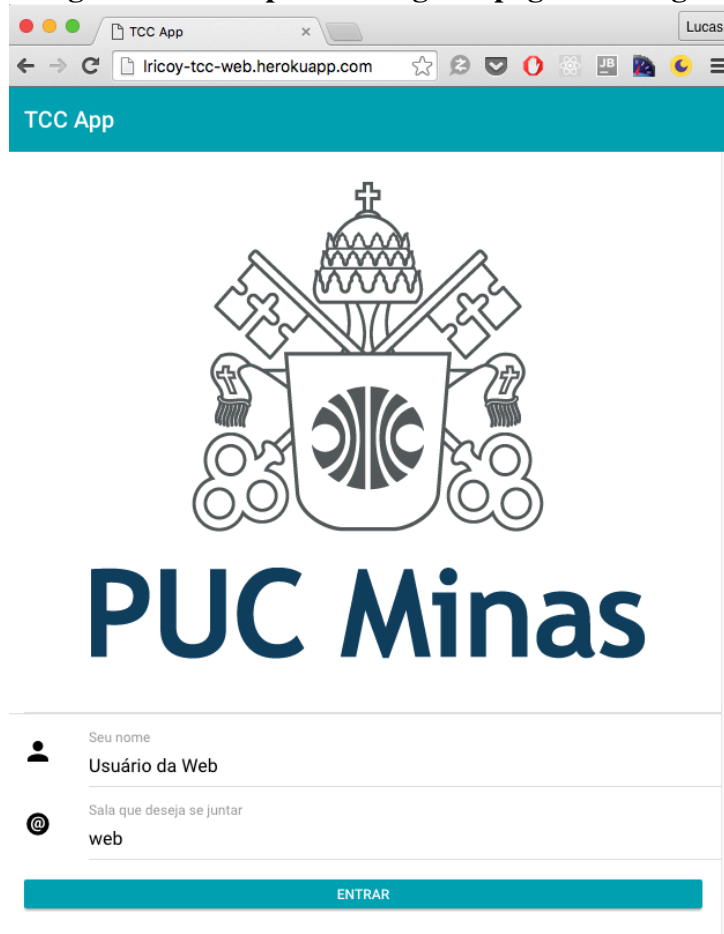 TCC App
Lucas
lricoy-tcc-web.herokuapp.com
JB
TCC App
PUC Minas
Seu nome
Usuário da Web
Sala que deseja se juntar
web
ENTRAR